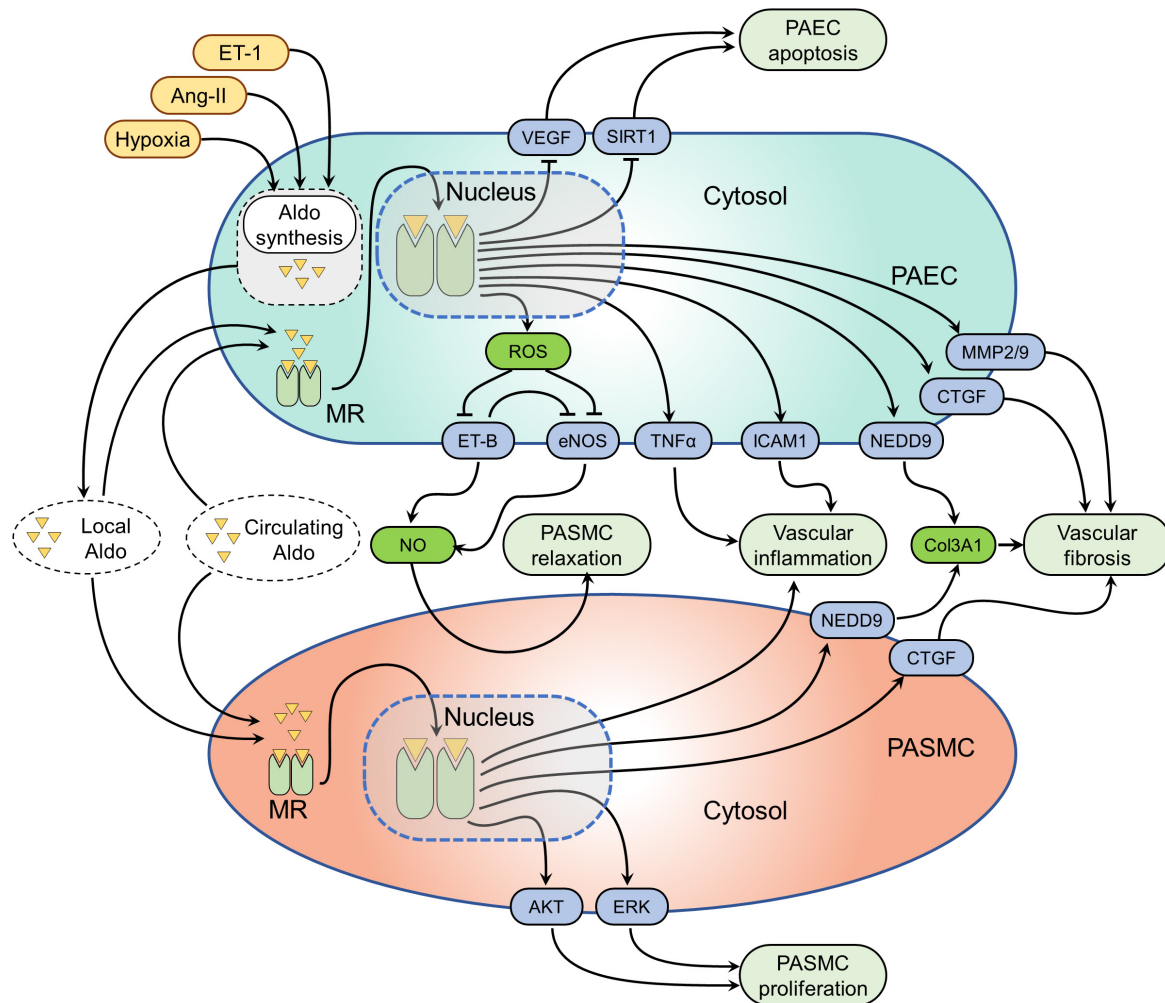 ET-1
PAEC
apoptosis
Ang-II
Hypoxia
VEGF
SIRT1
Nucleus
Cytosol
Aldo
synthesis
PAEC
ROS
MMP2/9
CTGF
MR
ET-B
eNOS
TNFα
ICAM1
NEDD9
Local
Aldo
Circulating
Aldo
NO
PASMC
relaxation
Vascular
inflammation
Col3A1
Vascular
fibrosis
NEDD9
CTGF
Nucleus
PASMC
MR
Cytosol
AKT
ERK
PASMC
proliferation